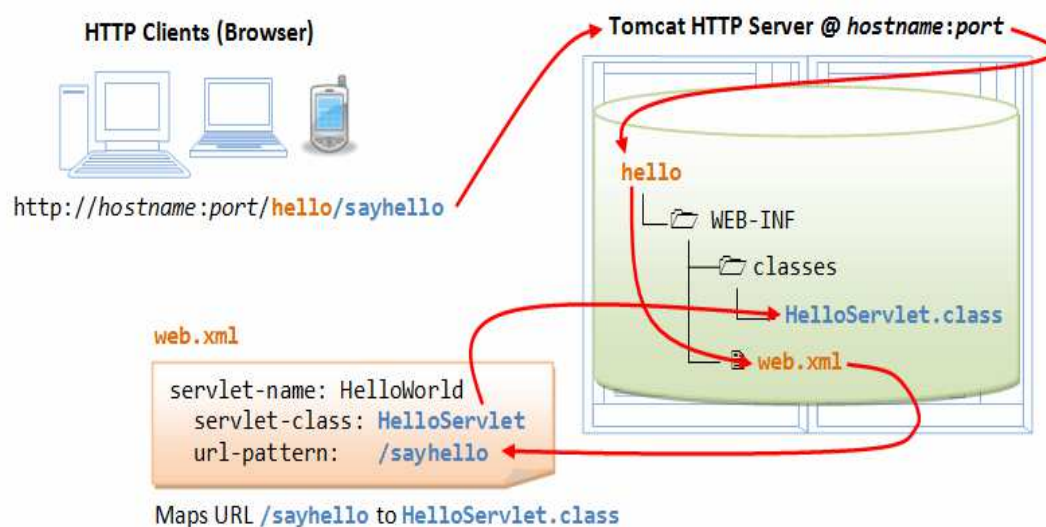 HTTP Clients (Browser)
Tomcat HTTP Server @ hostname:port
http://hostname:port/hello/sayhello
hello
WEB-INF
classes
HelloServlet.class
web.xml
web.xml
servlet-name: HelloWorld
servlet-class: HelloServlet
url-pattern: /sayhello
Maps URL /sayhello to HelloServlet.class